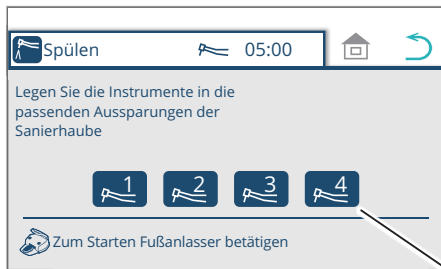 Spülen 05:00
Legen Sie die Instrumente in die
passenden Aussparungen der
Sanierhaube
1 2 3 4
Zum Starten Fußanlasser betätigen